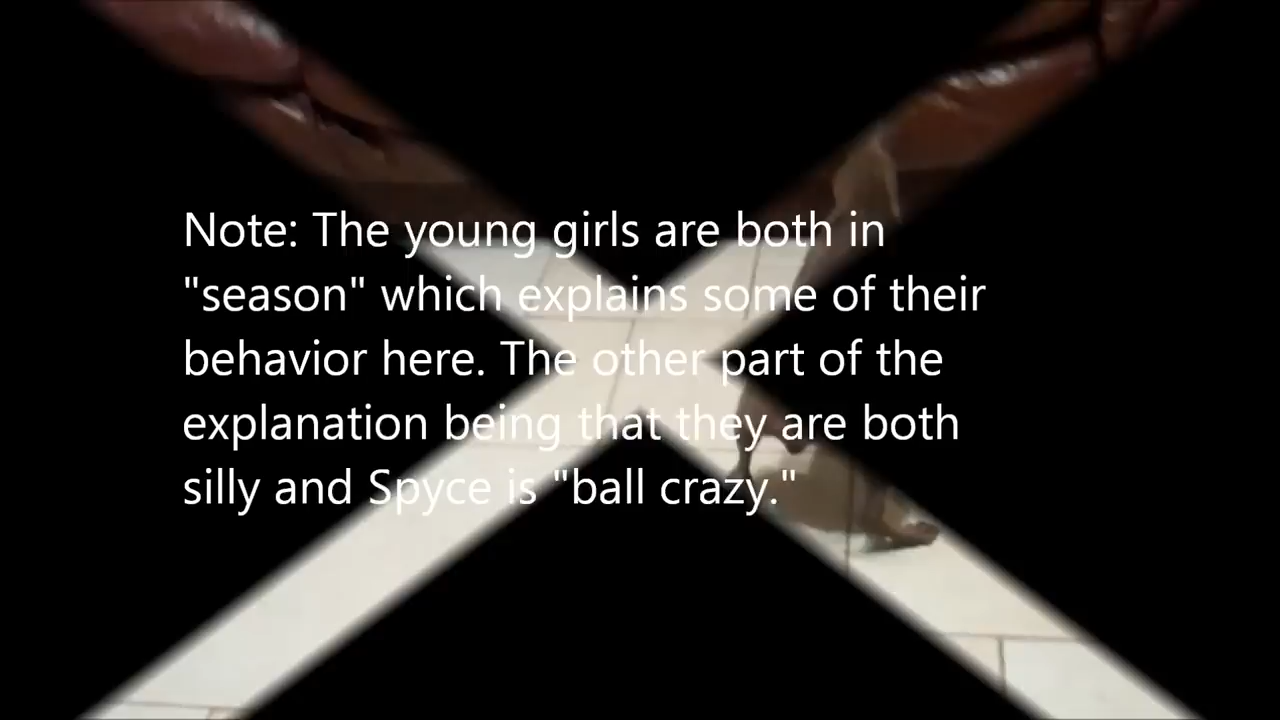 Note: The young girls are both in
"season" which explains some of their
behavior here. The other part of the
explanation being that they are both
silly and Spyce is "ball crazy."